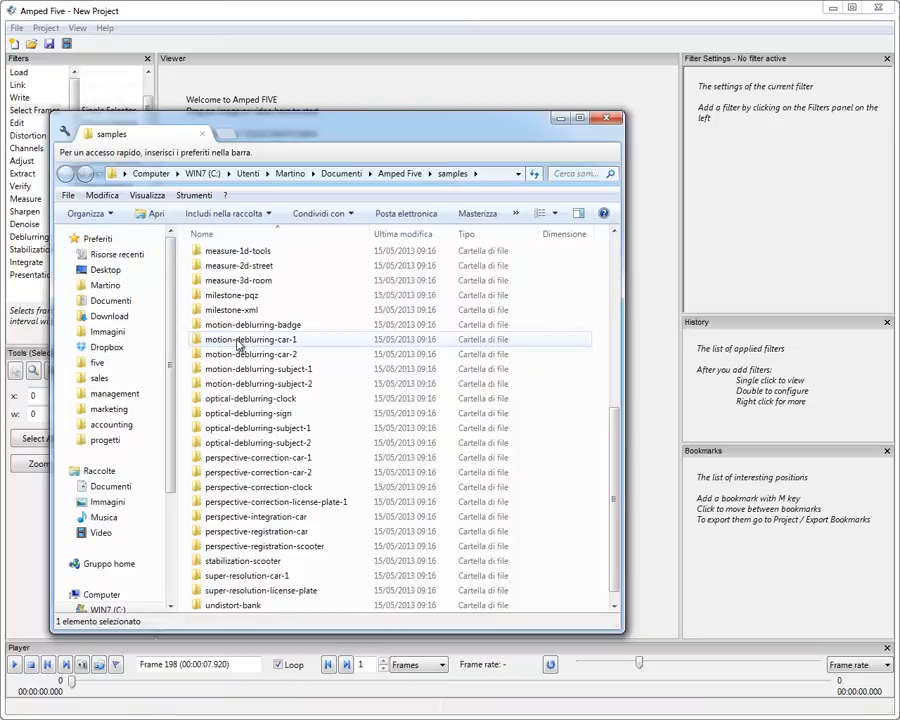 Amped Five - New Project
File Project View Help
Filters
Viewer
Filter Settings - No filter active
Load
Link
Write
Select Frames
Edit
Distortion
Channels
Adjust
Extract
Verify
Measure
Sharpen
Denoise
Deblurring
Welcome to Amped FIVE
The settings of the current filter
Add a filter by clicking on the Filters panel on the
left
samples
Per un accesso rapido, inserisci i preferiti nella barra.
Computer WIN7 (C:) Utenti Martino Documenti Amped Five samples
Cerca sam...
File Modifica Visualizza Strumenti ?
Organizza Apri Includi nella raccolta Condividi con Posta elettronica Masterizza »
Nome Ultima modifica Tipo Dimensione
measure-1d-tools 15/05/2013 09:16 Cartella di file
measure-2d-street 15/05/2013 09:16 Cartella di file
measure-3d-room 15/05/2013 09:16 Cartella di file
milestone-pqz 15/05/2013 09:16 Cartella di file
milestone-xml 15/05/2013 09:16 Cartella di file
motion-deblurring-badge 15/05/2013 09:16 Cartella di file
motion-deblurring-car-1 15/05/2013 09:16 Cartella di file
motion-deblurring-car-2 15/05/2013 09:16 Cartella di file
motion-deblurring-subject-1 15/05/2013 09:16 Cartella di file
motion-deblurring-subject-2 15/05/2013 09:16 Cartella di file
optical-deblurring-clock 15/05/2013 09:16 Cartella di file
optical-deblurring-sign 15/05/2013 09:16 Cartella di file
optical-deblurring-subject-1 15/05/2013 09:16 Cartella di file
optical-deblurring-subject-2 15/05/2013 09:16 Cartella di file
perspective-correction-car-1 15/05/2013 09:16 Cartella di file
perspective-correction-car-2 15/05/2013 09:16 Cartella di file
perspective-correction-clock 15/05/2013 09:16 Cartella di file
perspective-correction-license-plate-1 15/05/2013 09:16 Cartella di file
perspective-integration-car 15/05/2013 09:16 Cartella di file
perspective-registration-car 15/05/2013 09:16 Cartella di file
perspective-registration-scooter 15/05/2013 09:16 Cartella di file
stabilization-scooter 15/05/2013 09:16 Cartella di file
super-resolution-car-1 15/05/2013 09:16 Cartella di file
super-resolution-license-plate 15/05/2013 09:16 Cartella di file
undistort-bank 15/05/2013 09:16 Cartella di file
Preferiti
Risorse recenti
Desktop
Martino
Documenti
Download
Immagini
Dropbox
five
sales
management
marketing
accounting
progetti
Raccolte
Documenti
Immagini
Musica
Video
Gruppo home
Computer
WIN7 (C:)
1 elemento selezionato
Integrate
Selects
interval
Tools
x: 0
w: 0
Select
Zoom
History
The list of applied filters
After you add filters:
Single click to view
Double to configure
Right click for more
Bookmarks
The list of interesting positions
Add a bookmark with M key
Click to move between bookmarks
To export them go to Project / Export Bookmarks
Player
Frame 198 (00:00:07.920) Loop 1 Frames Frame rate: - Frame rate
0 0
00:00:00.000 00:00:00.000